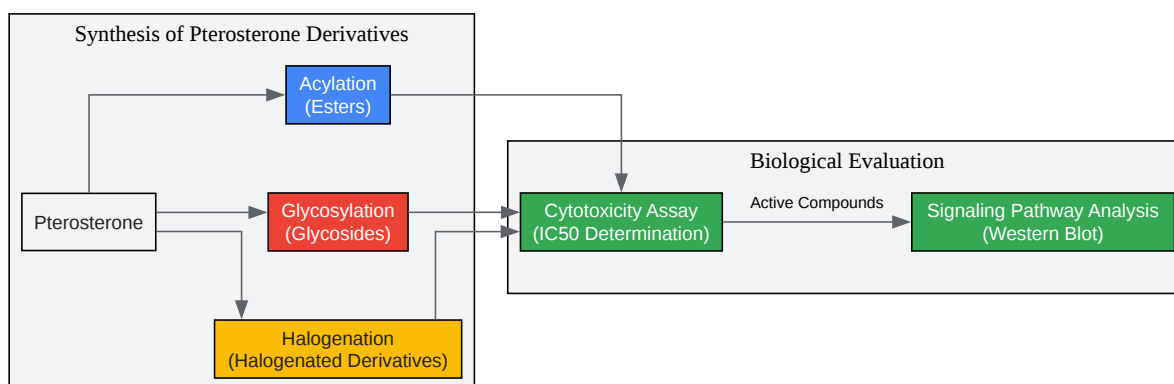 Synthesis of Pterosterone Derivatives
Acylation
(Esters)
Pterosterone
Glycosylation
(Glycosides)
Halogenation
(Halogenated Derivatives)
Biological Evaluation
Cytotoxicity Assay
(IC50 Determination)
Active Compounds
Signaling Pathway Analysis
(Western Blot)